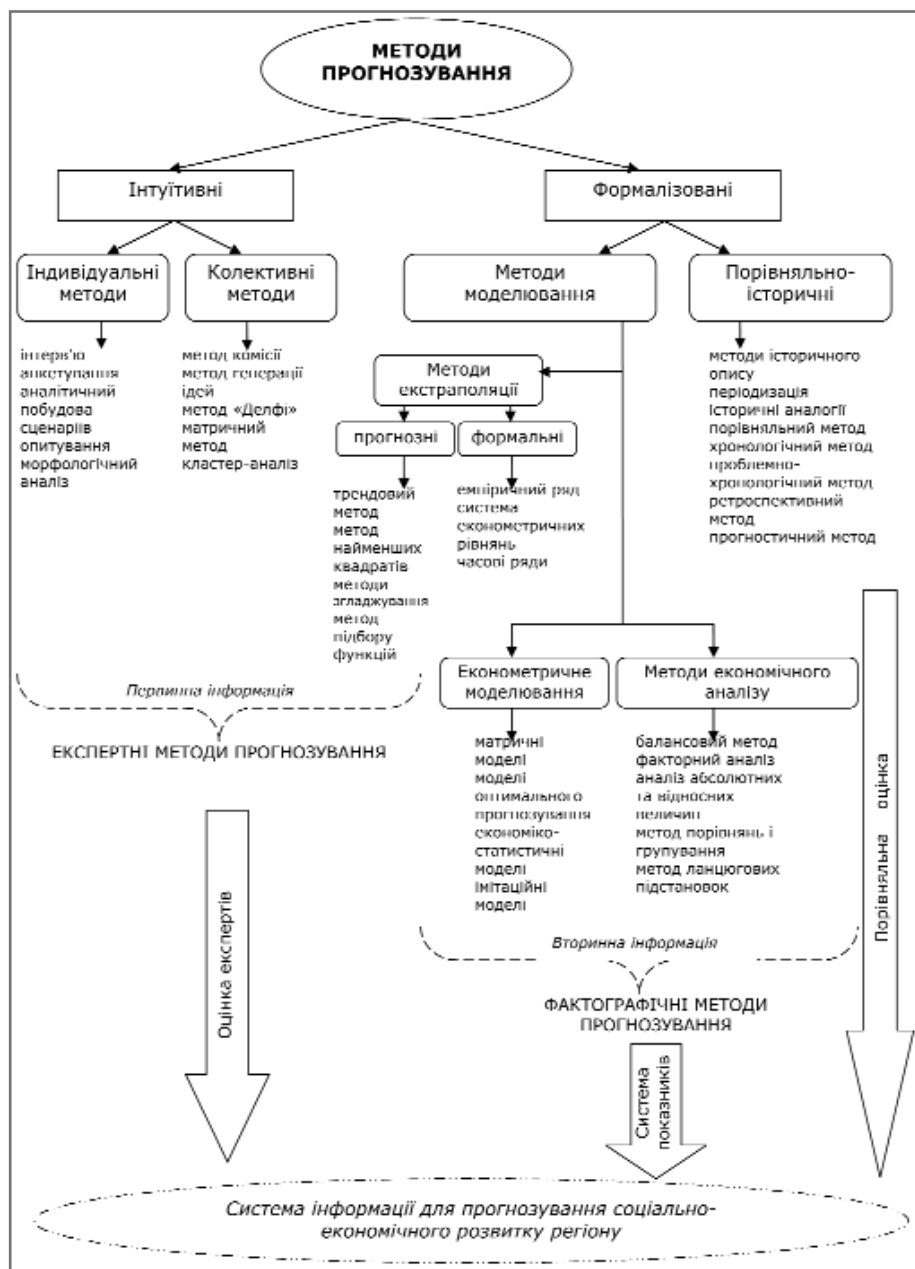 МЕТОДИ
ПРОГНОЗУВАННЯ
Інтуїтивні
Формалізовані
Індивідуальні
методи
Колективні
методи
Методи
моделювання
Порівняльно-
історичні
інтерв'ю
анкетування
аналітичний
побудова
сценаріїв
опитування
морфологічний
аналіз
метод комісії
метод генерації
ідей
метод «Делфі»
матричний
метод
кластер-аналіз
Методи
екстраполяції
прогнозні
формальні
трендовий
метод
метод
найменших
квадратів
методи
згладжування
метод
підбору
функцій
емпіричний ряд
система
економетричних
рівнянь
часові ряди
методи історичного
опису
періодизація
історичні аналогії
порівняльний метод
хронологічний метод
проблемно-
хронологічний метод
ретроспективний
метод
прогностичний метод
Економетричне
моделювання
Методи економічного
аналізу
матричні
моделі
моделі
оптимального
прогнозування
економіко-
статистичні
моделі
імітаційні
моделі
балансовий метод
факторний аналіз
аналіз абсолютних
та відносних
величин
метод порівнянь і
групування
метод ланцюгових
підстановок
Первинна інформація
ЕКСПЕРТНІ МЕТОДИ ПРОГНОЗУВАННЯ
Вторинна інформація
ФАКТОГРАФІЧНІ МЕТОДИ
ПРОГНОЗУВАННЯ
Оцінка експертів
Система
показників
Порівняльна оцінка
Система інформації для прогнозування соціально-
економічного розвитку регіону